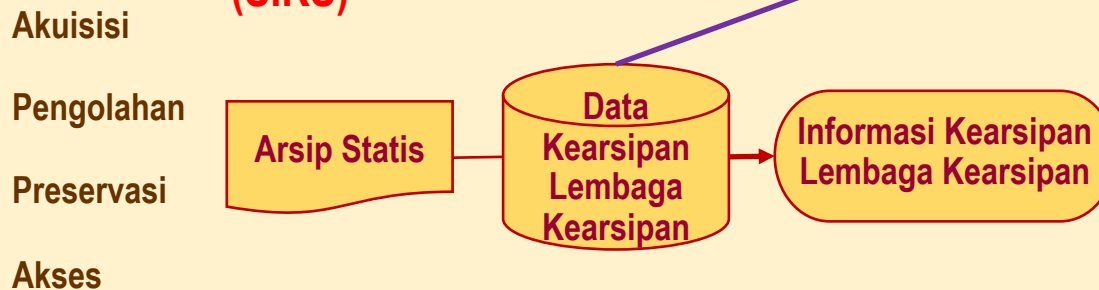 Akuisisi
Pengolahan
Preservasi
Akses
Arsip Statis
Data
Kearsipan
Lembaga
Kearsipan
Informasi Kearsipan
Lembaga Kearsipan